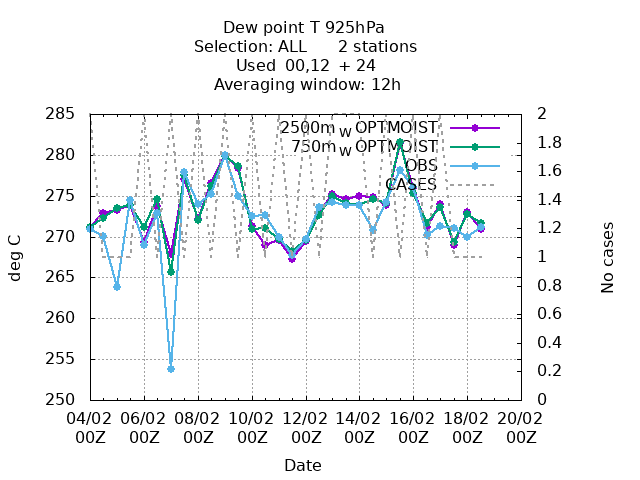 Dew point T 925hPa
Selection: ALL 2 stations
Used 00,12 + 24
Averaging window: 12h
2500m W OPTMOIST
750m W OPTMOIST
OBS
CASES
deg C
285
280
275
270
265
260
255
250
2
1.8
1.6
1.4
1.2
1
0.8
0.6
0.4
0.2
0
No cases
04/02 06/02 08/02 10/02 12/02 14/02 16/02 18/02 20/02
00Z 00Z 00Z 00Z 00Z 00Z 00Z 00Z 00Z
Date